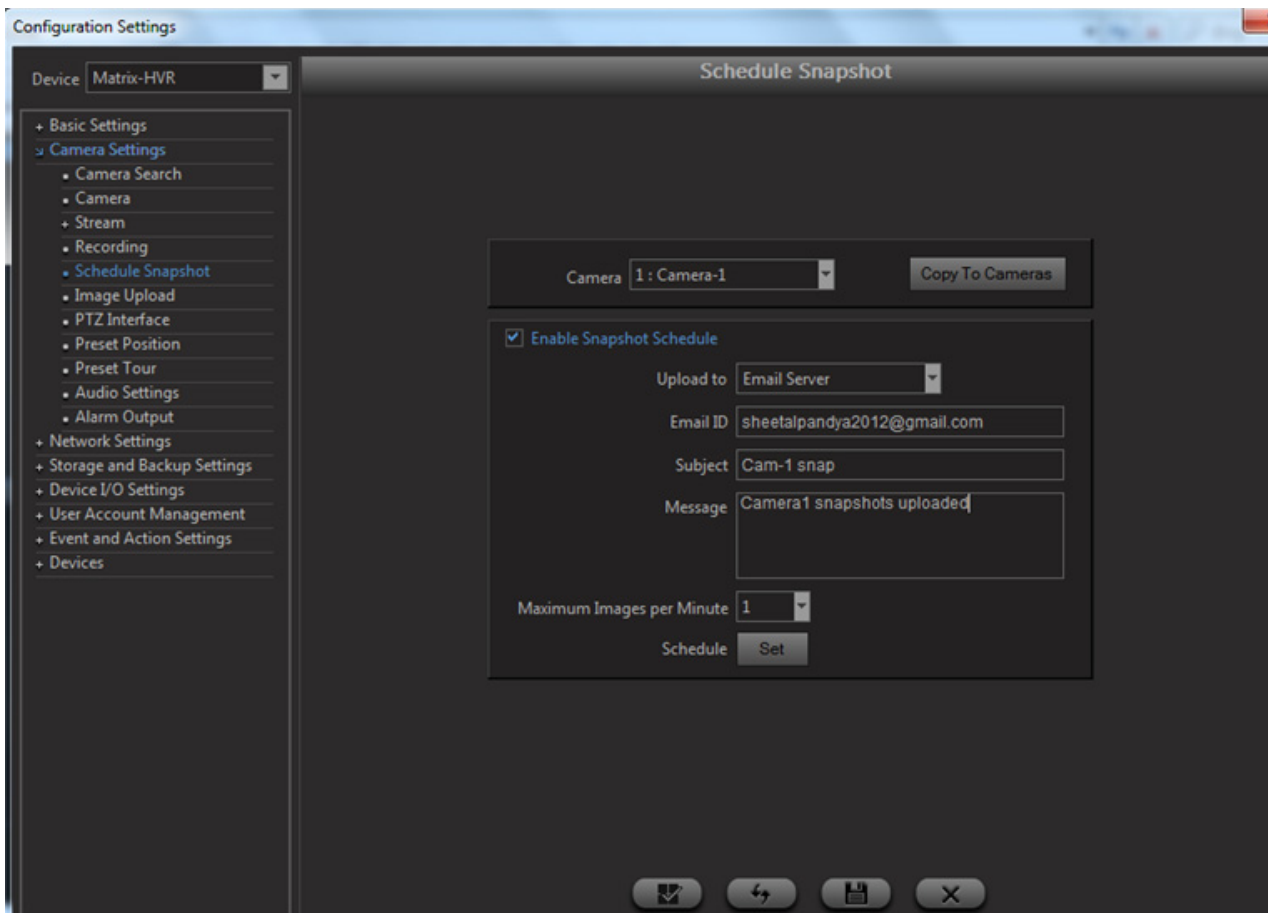 Configuration Settings
Device Matrix-HVR
+ Basic Settings
Camera Settings
Camera Search
Camera
+ Stream
Recording
Schedule Snapshot
Image Upload
PTZ Interface
Preset Position
Preset Tour
Audio Settings
Alarm Output
+ Network Settings
+ Storage and Backup Settings
+ Device I/O Settings
+ User Account Management
+ Event and Action Settings
+ Devices
Schedule Snapshot
Camera 1 : Camera-1 Copy To Cameras
Enable Snapshot Schedule
Upload to Email Server
Email ID sheetalpandya2012@gmail.com
Subject Cam-1 snap
Message Camera1 snapshots uploaded
Maximum Images per Minute 1
Schedule Set